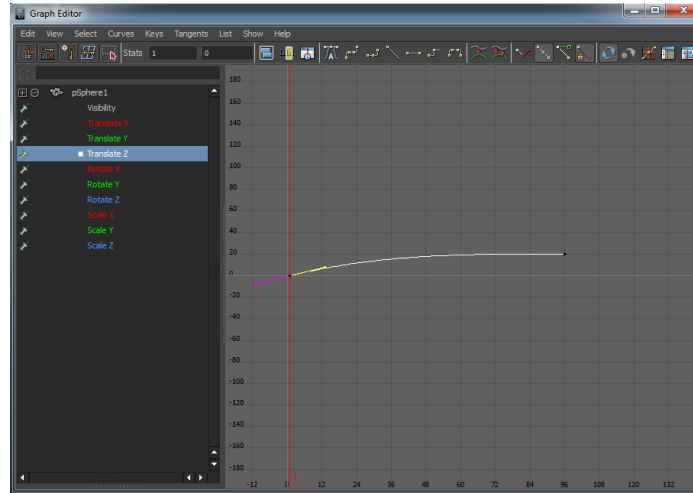 Graph Editor
Edit View Select Curves Keys Tangents List Show Help
Stats 1 0
pSphere1
Visibility
Translate X
Translate Y
Translate Z
Rotate X
Rotate Y
Rotate Z
Scale X
Scale Y
Scale Z
180
160
140
120
100
80
60
40
20
0
-20
-40
-60
-80
-100
-120
-140
-160
-180
1
-12 0 12 24 36 48 60 72 84 96 108 120 132